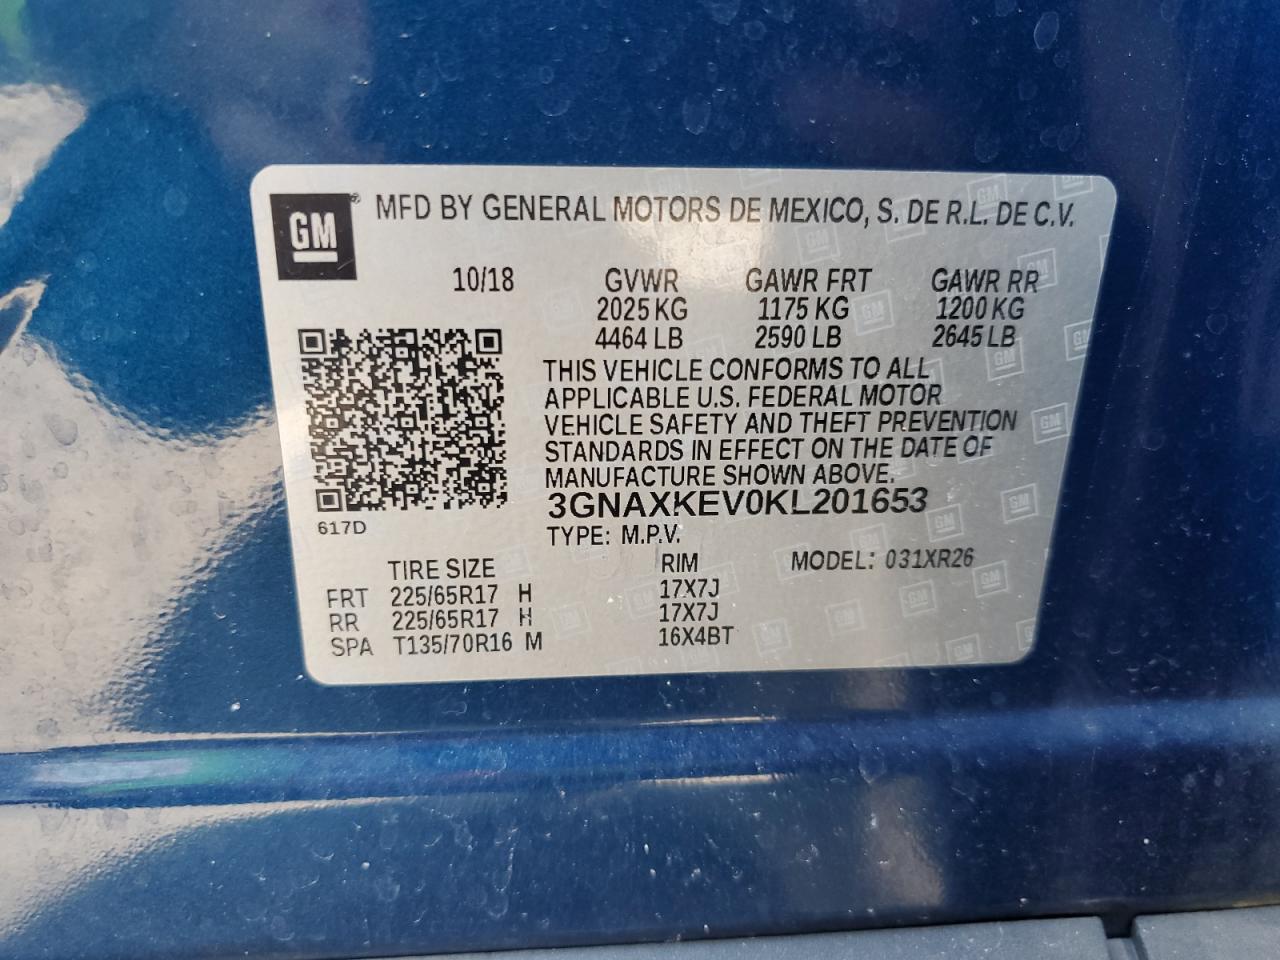 GM ® MFD BY GENERAL MOTORS DE MEXICO, S. DE R.L. DE C.V.
10/18 GVWR GAWR FRT GAWR RR
2025 KG 1175 KG 1200 KG
4464 LB 2590 LB 2645 LB
THIS VEHICLE CONFORMS TO ALL
APPLICABLE U.S. FEDERAL MOTOR
VEHICLE SAFETY AND THEFT PREVENTION
STANDARDS IN EFFECT ON THE DATE OF
MANUFACTURE SHOWN ABOVE.
3GNAXKEV0KL201653
617D
TYPE: M.P.V.
TIRE SIZE RIM MODEL: 031XR26
FRT 225/65R17 H 17X7J
RR 225/65R17 H 17X7J
SPA T135/70R16 M 16X4BT